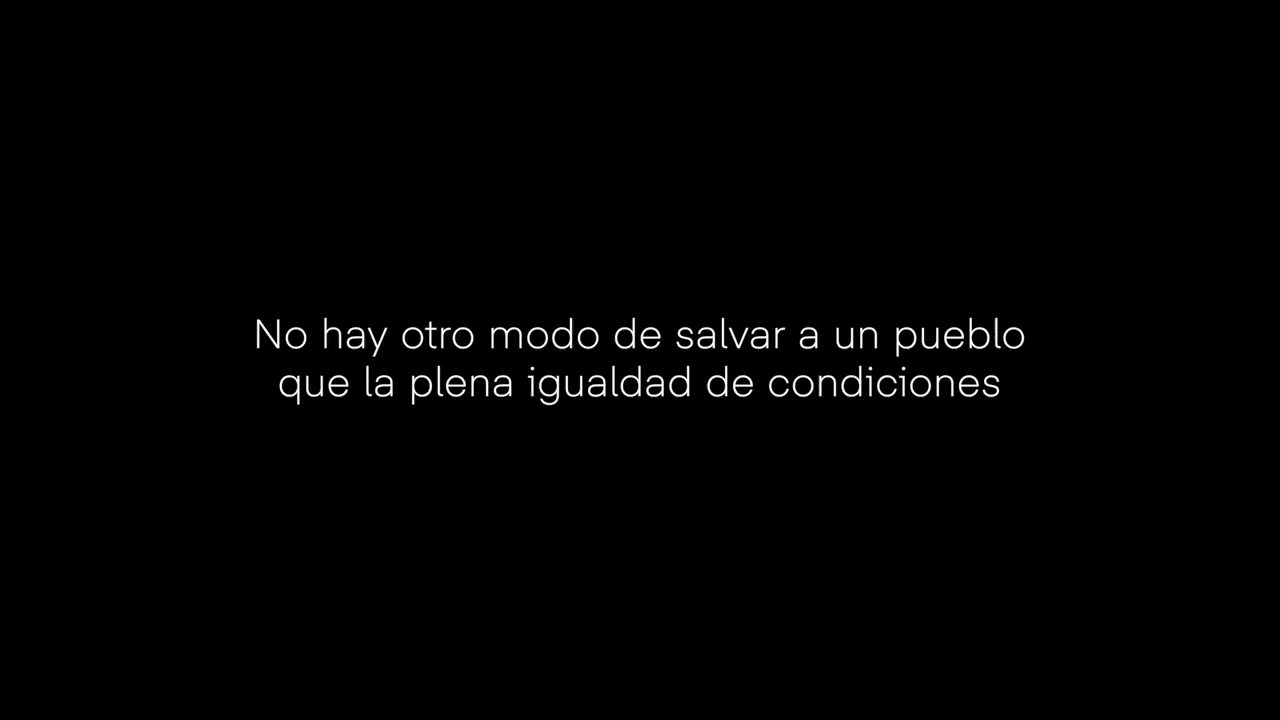 No hay otro modo de salvar a un pueblo
que la plena igualdad de condiciones